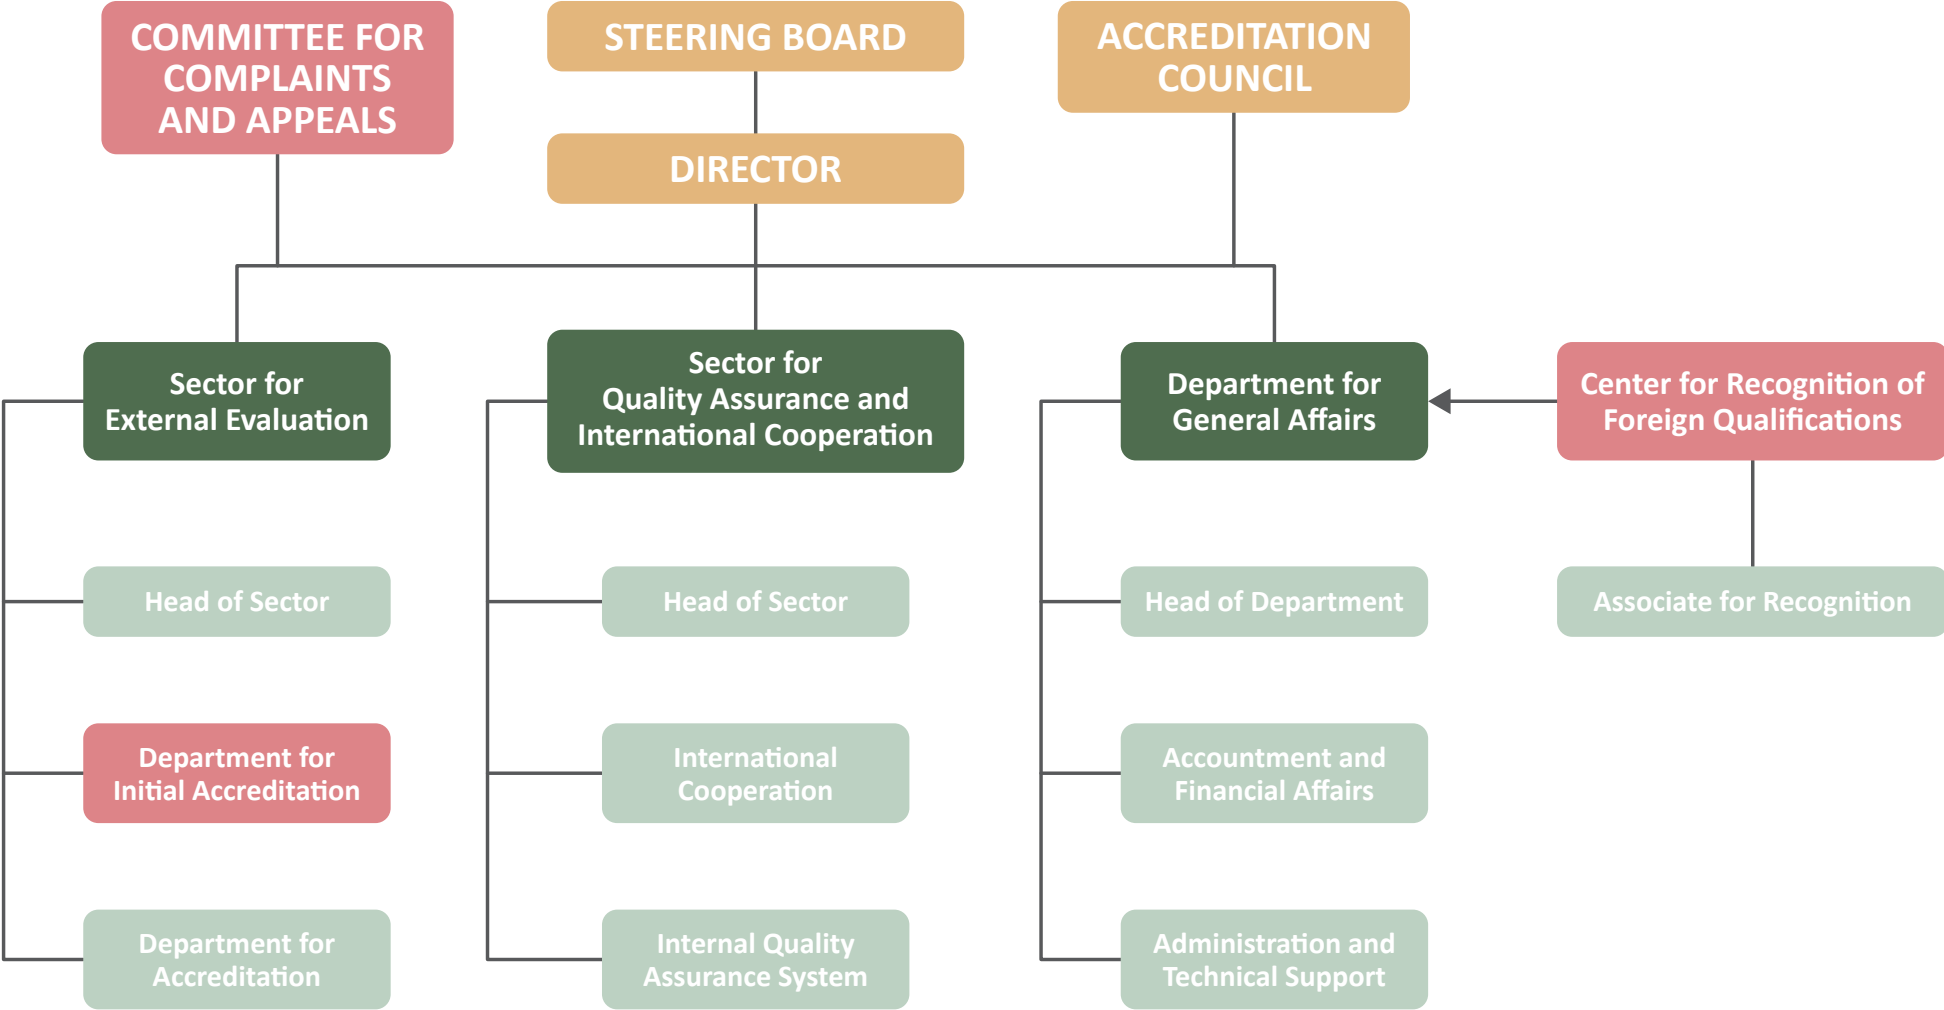 COMMITTEE FOR
COMPLAINTS
AND APPEALS
STEERING BOARD
ACCREDITATION
COUNCIL
DIRECTOR
Sector for
External Evaluation
Sector for
Quality Assurance and
International Cooperation
Department for
General Affairs
Center for Recognition of
Foreign Qualifications
Head of Sector
Head of Sector
Head of Department
Associate for Recognition
Department for
Initial Accreditation
International
Cooperation
Accountment and
Financial Affairs
Department for
Accreditation
Internal Quality
Assurance System
Administration and
Technical Support